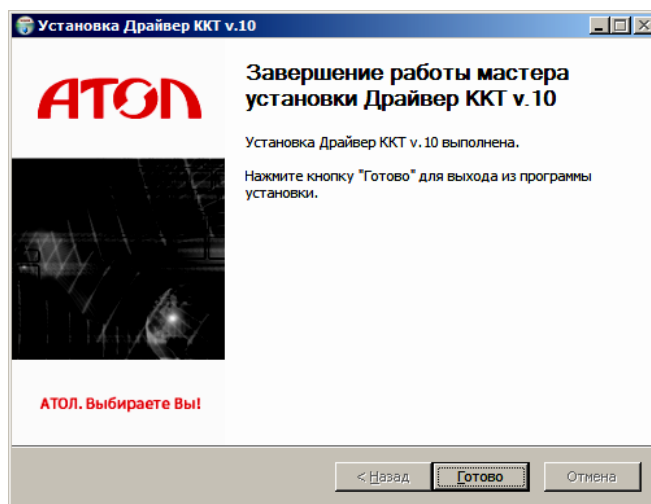 Установка Драйвер ККТ v.10
АТОЛ
Завершение работы мастера
установки Драйвер ККТ v.10
Установка Драйвер ККТ v.10 выполнена.
Нажмите кнопку "Готово" для выхода из программы
установки.
АТОЛ. Выбираете Вы!
< Назад
Готово
Отмена